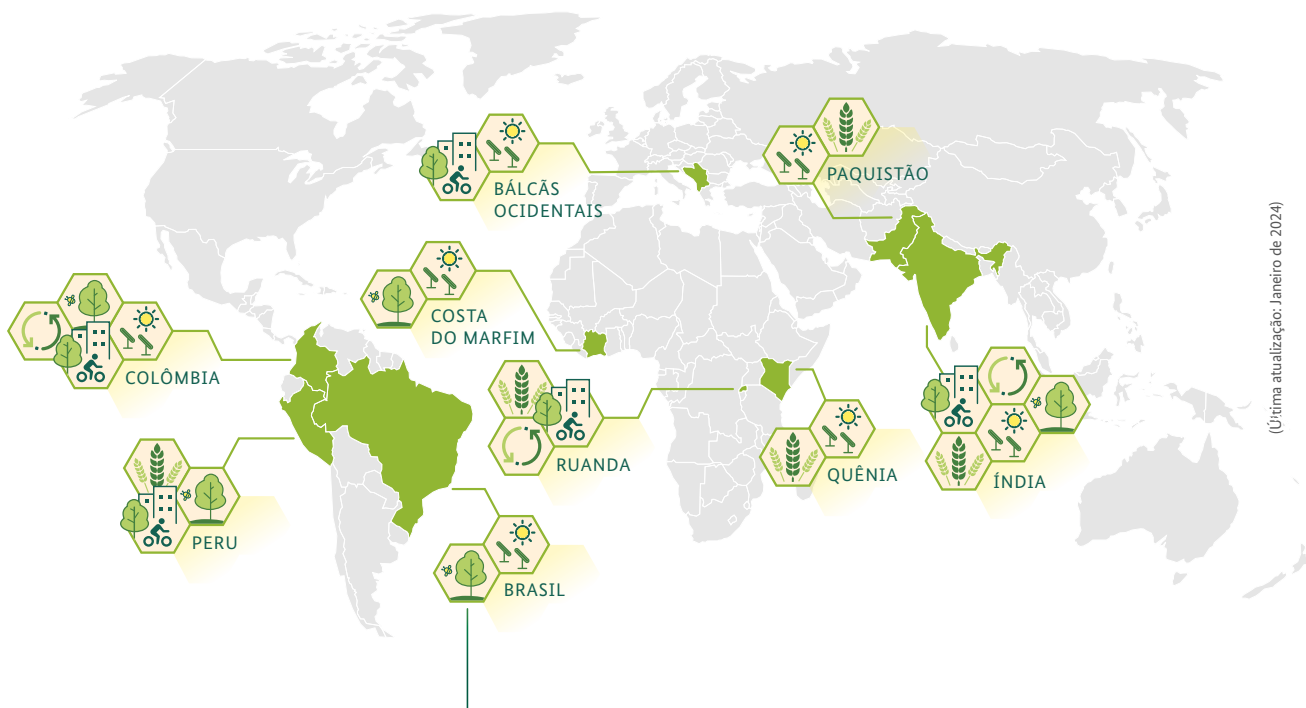 BÁLCÃS
OCIDENTAIS
PAQUISTÃO
COSTA
DO MARFIM
COLÔMBIA
RUANDA
QUÊNIA
ÍNDIA
PERU
BRASIL
(Última atualização: Janeiro de 2024)